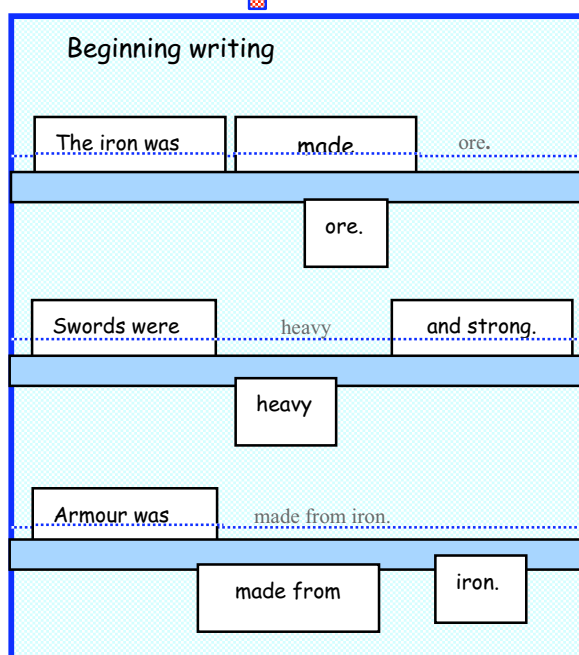 Beginning writing
The iron was made ore.
ore.
Swords were heavy and strong.
heavy
Armour was made from iron.
made from iron.